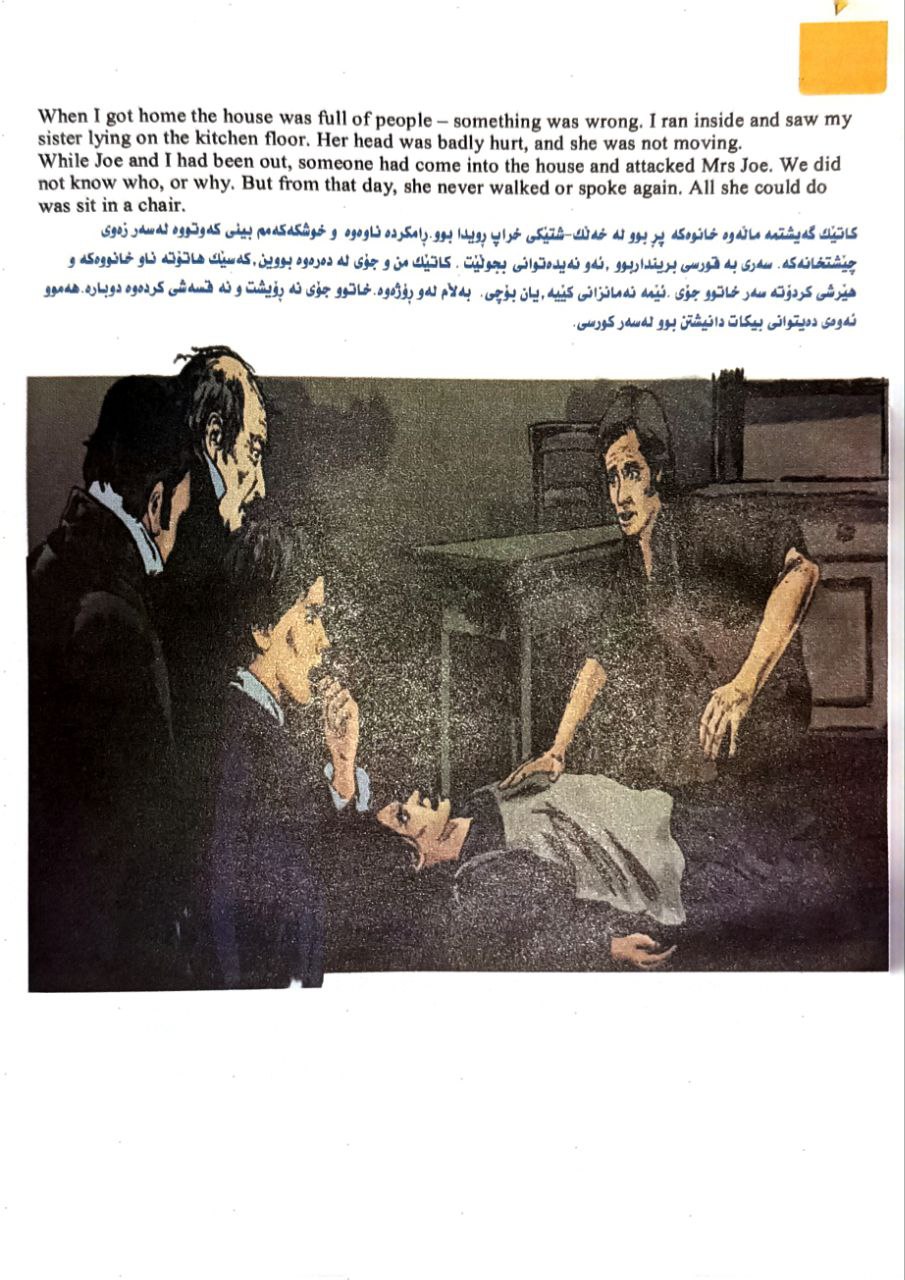 When I got home the house was full of people – something was wrong. I ran inside and saw my
sister lying on the kitchen floor. Her head was badly hurt, and she was not moving.
While Joe and I had been out, someone had come into the house and attacked Mrs Joe. We did
not know who, or why. But from that day, she never walked or spoke again. All she could do
was sit in a chair.
کاتێك گەیشتمە ماڵەوە خانوەکە پڕ بوو لە خەڵك-شتێکی خراپ ڕویدا بوو.ڕامکردە ناوەوە و خوشکەکەمم بینی کەوتووە لەسەر زەوی
چێشتخانەکە. سەری بە قورسی برینداربوو ,ئەو نەیدەتوانی بجوڵێت . کاتێك من و جۆی لە دەرەوە بووین,کەسێك هاتۆتە ناو خانووەکە و
هێرشی کردۆتە سەر خاتوو جۆی .ئێمە نەمانزانی کێیە,یان بۆچی. بەڵام لەو ڕۆژەوە.خاتوو جۆی نە ڕۆیشت و نە قسەشی کردەوە دوبارە.هەموو
ئەوەی دەیتوانی بیکات دانیشتن بوو لەسەر کورسی.